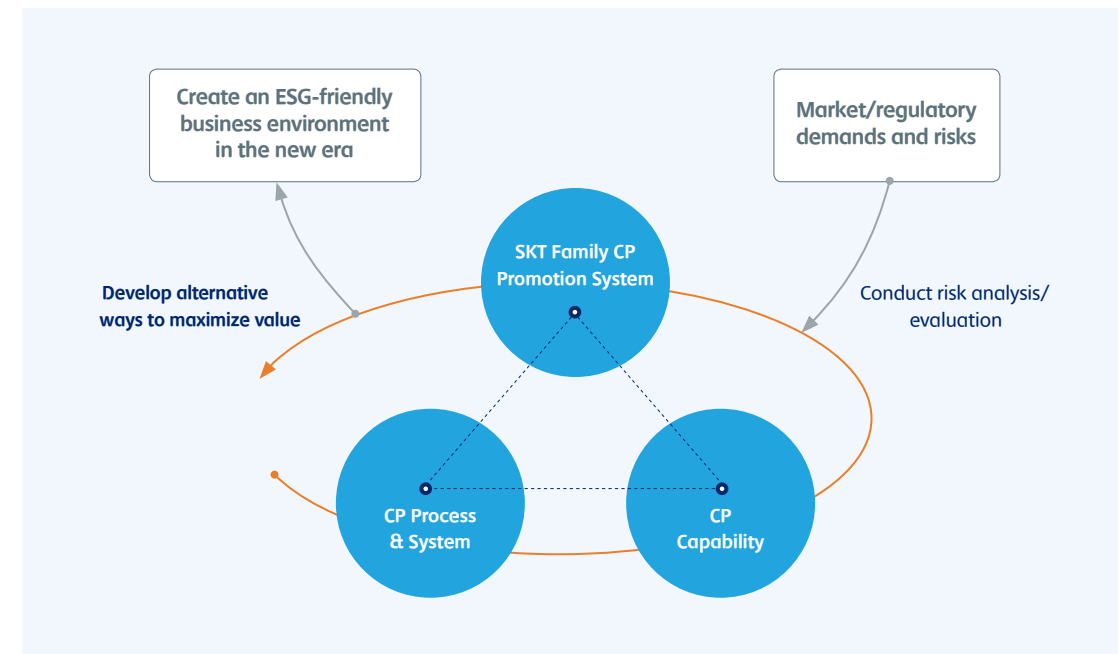 Create an ESG-friendly
business environment
in the new era
Market/regulatory
demands and risks
SKT Family CP
Promotion System
Develop alternative
ways to maximize value
Conduct risk analysis/
evaluation
CP Process
& System
CP
Capability